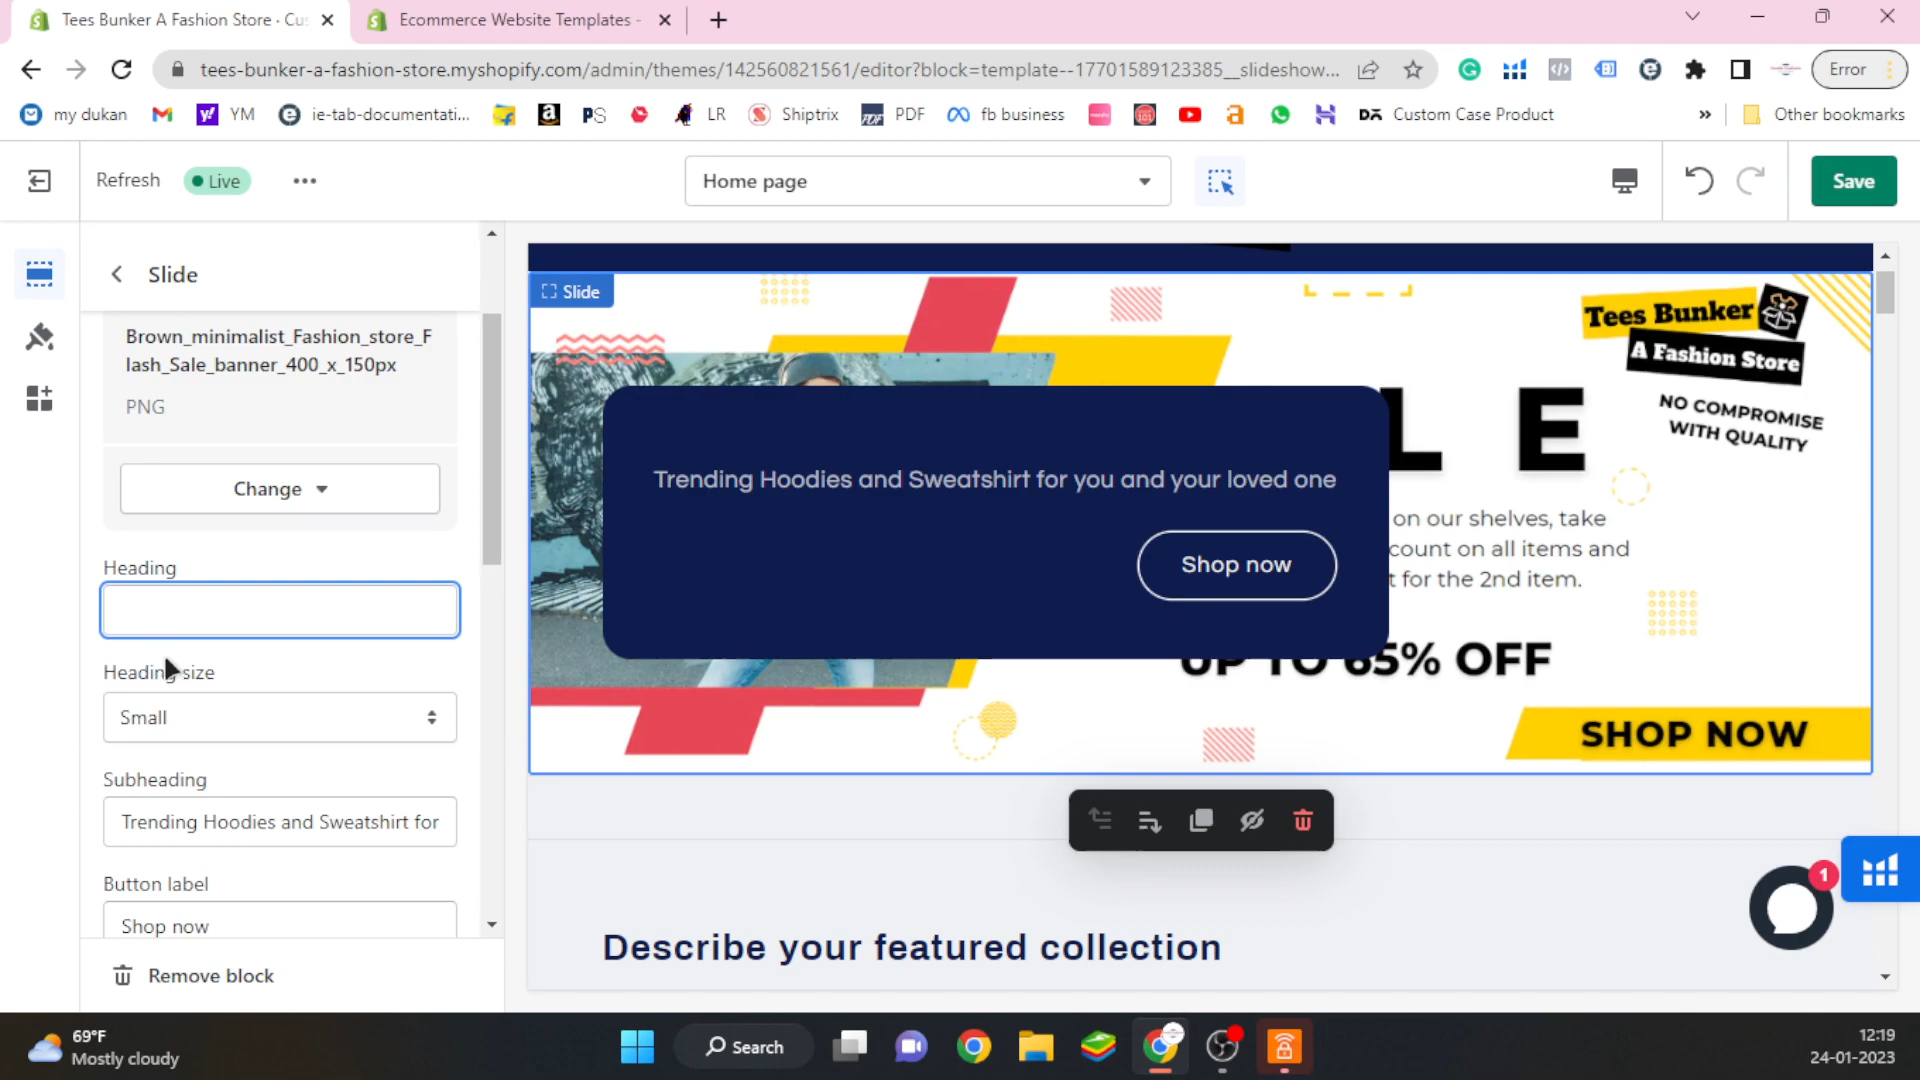 Tees Bunker A Fashion Store · Cus
Ecommerce Website Templates -
tees-bunker-a-fashion-store.myshopify.com/admin/themes/142560821561/editor?block=template--17701589123385__slideshow...
Error
my dukan
YM
ie-tab-documentati...
PS
LR
Shiptrix
PDF
fb business
Custom Case Product
»
Other bookmarks
Refresh
Live
Home page
Save
Slide
Brown_minimalist_Fashion_store_F
lash_Sale_banner_400_x_150px
PNG
Change
Heading
Heading size
Small
Subheading
Trending Hoodies and Sweatshirt for
Button label
Shop now
Remove block
Slide
Tees Bunker
A Fashion Store
NO COMPROMISE
WITH QUALITY
L E
Trending Hoodies and Sweatshirt for you and your loved one
Shop now
on our shelves, take
count on all items and
t for the 2nd item.
UP TO 65% OFF
SHOP NOW
1
Describe your featured collection
69°F
Mostly cloudy
Search
12:19
24-01-2023